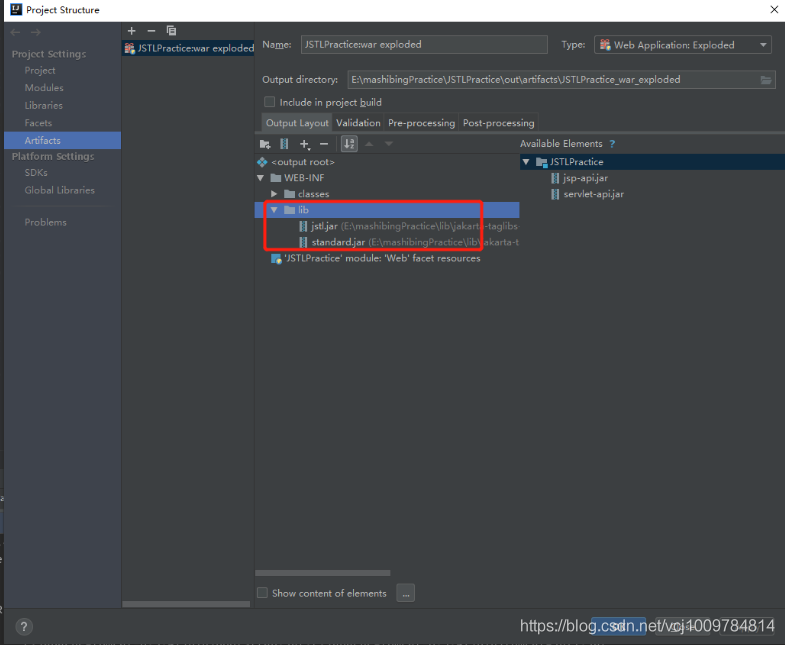 Project Structure
Name: JSTLPractice:war exploded Type: Web Application: Exploded
Output directory: E:\mashibingPractice\JSTLPractice\out\artifacts\JSTLPractice_war_exploded
Include in project build
Project Settings
Project
Modules
Libraries
Facets
Artifacts
Platform Settings
SDKs
Global Libraries
Problems
JSTLPractice:war exploded
Output Layout Validation Pre-processing Post-processing
<output root>
WEB-INF
classes
lib
jstl.jar (E:\mashibingPractice\lib\jakarta-taglibs-
standard.jar (E:\mashibingPractice\lib\jakarta-t
'JSTLPractice' module: 'Web' facet resources
Available Elements ?
JSTLPractice
jsp-api.jar
servlet-api.jar
Show content of elements ...
?
https://blog.csdn.net/ycj1009784814